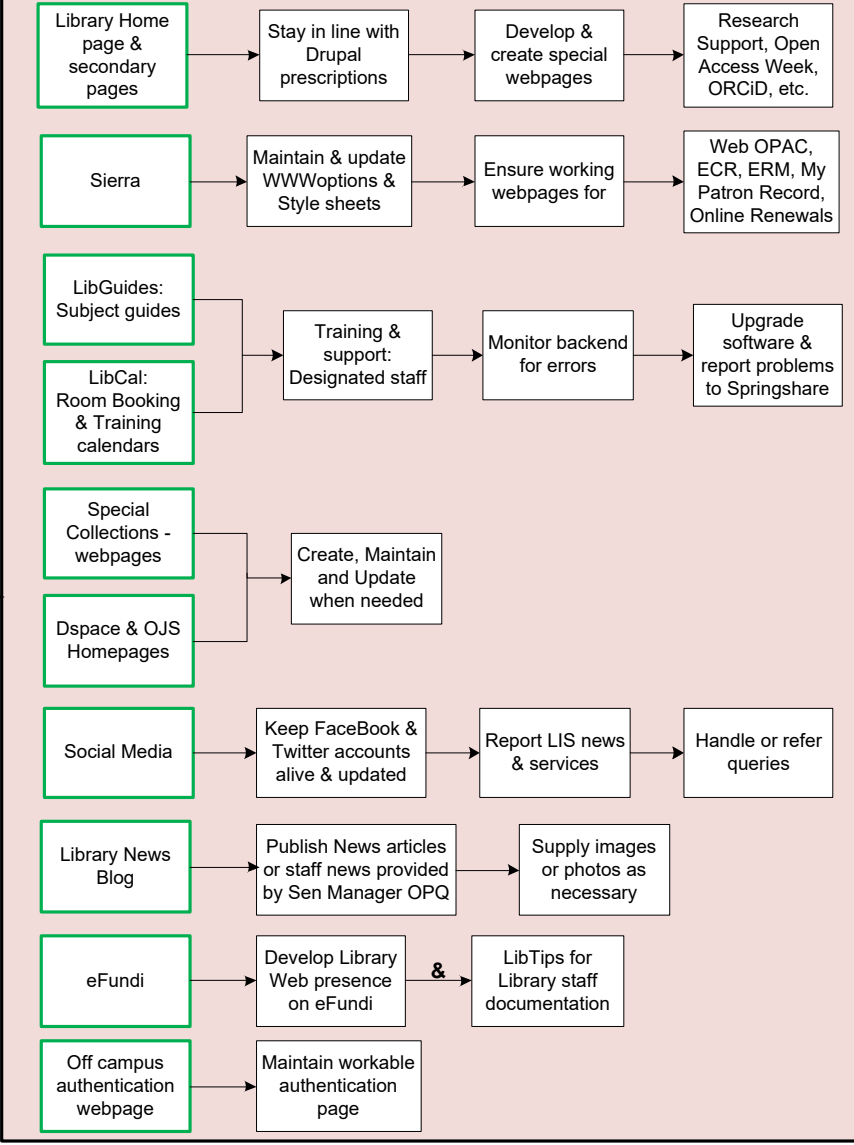 Library Home
page &
secondary
pages
Stay in line with
Drupal
prescriptions
Develop &
create special
webpages
Research
Support, Open
Access Week,
ORCiD, etc.
Sierra
Maintain & update
WWWoptions &
Style sheets
Ensure working
webpages for
Web OPAC,
ECR, ERM, My
Patron Record,
Online Renewals
LibGuides:
Subject guides
LibCal:
Room Booking
& Training
calendars
Training &
support:
Designated staff
Monitor backend
for errors
Upgrade
software &
report problems
to Springshare
Special
Collections -
webpages
Dspace & OJS
Homepages
Create, Maintain
and Update
when needed
Social Media
Keep FaceBook &
Twitter accounts
alive & updated
Report LIS news
& services
Handle or refer
queries
Library News
Blog
Publish News articles
or staff news provided
by Sen Manager OPQ
Supply images
or photos as
necessary
eFundi
Develop Library
Web presence
on eFundi
&
LibTips for
Library staff
documentation
Off campus
authentication
webpage
Maintain workable
authentication
page